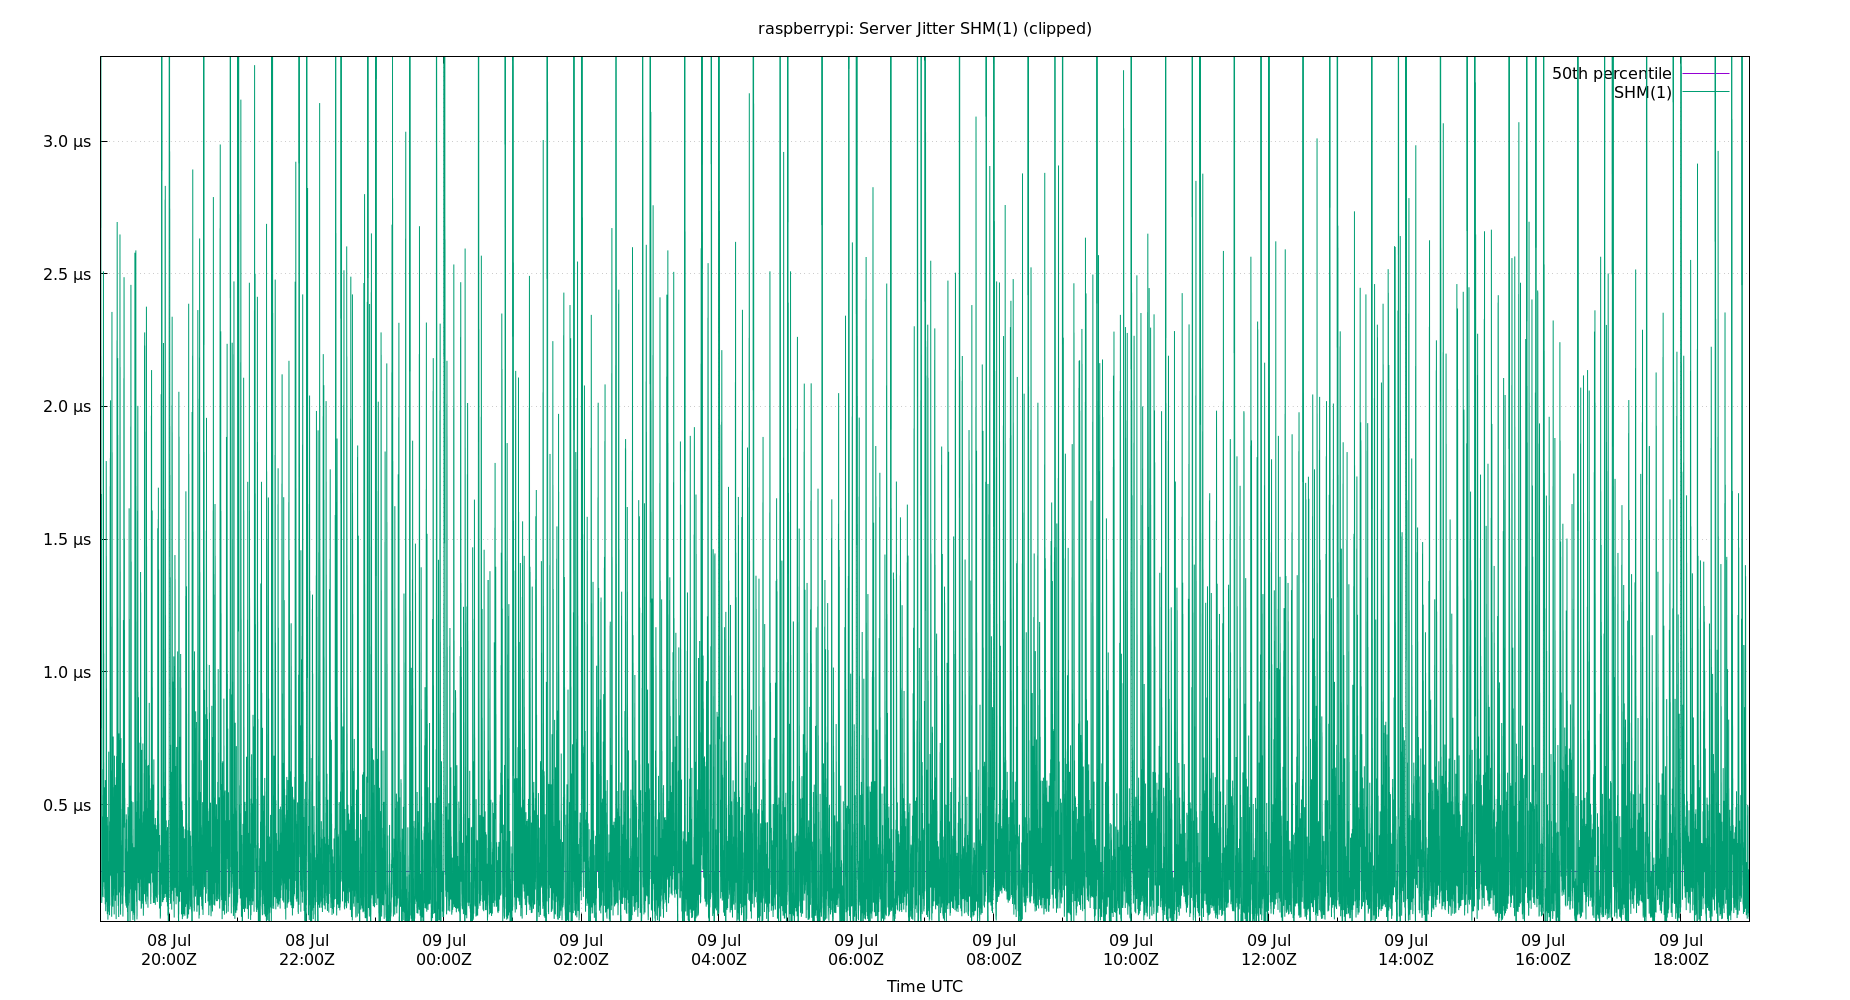 raspberrypi: Server Jitter SHM(1) (clipped)
50th percentile
SHM(1)
3.0 µs
2.5 µs
2.0 µs
1.5 µs
1.0 µs
0.5 µs
08 Jul 08 Jul 09 Jul 09 Jul 09 Jul 09 Jul 09 Jul 09 Jul 09 Jul 09 Jul 09 Jul 09 Jul
20:00Z 22:00Z 00:00Z 02:00Z 04:00Z 06:00Z 08:00Z 10:00Z 12:00Z 14:00Z 16:00Z 18:00Z
Time UTC